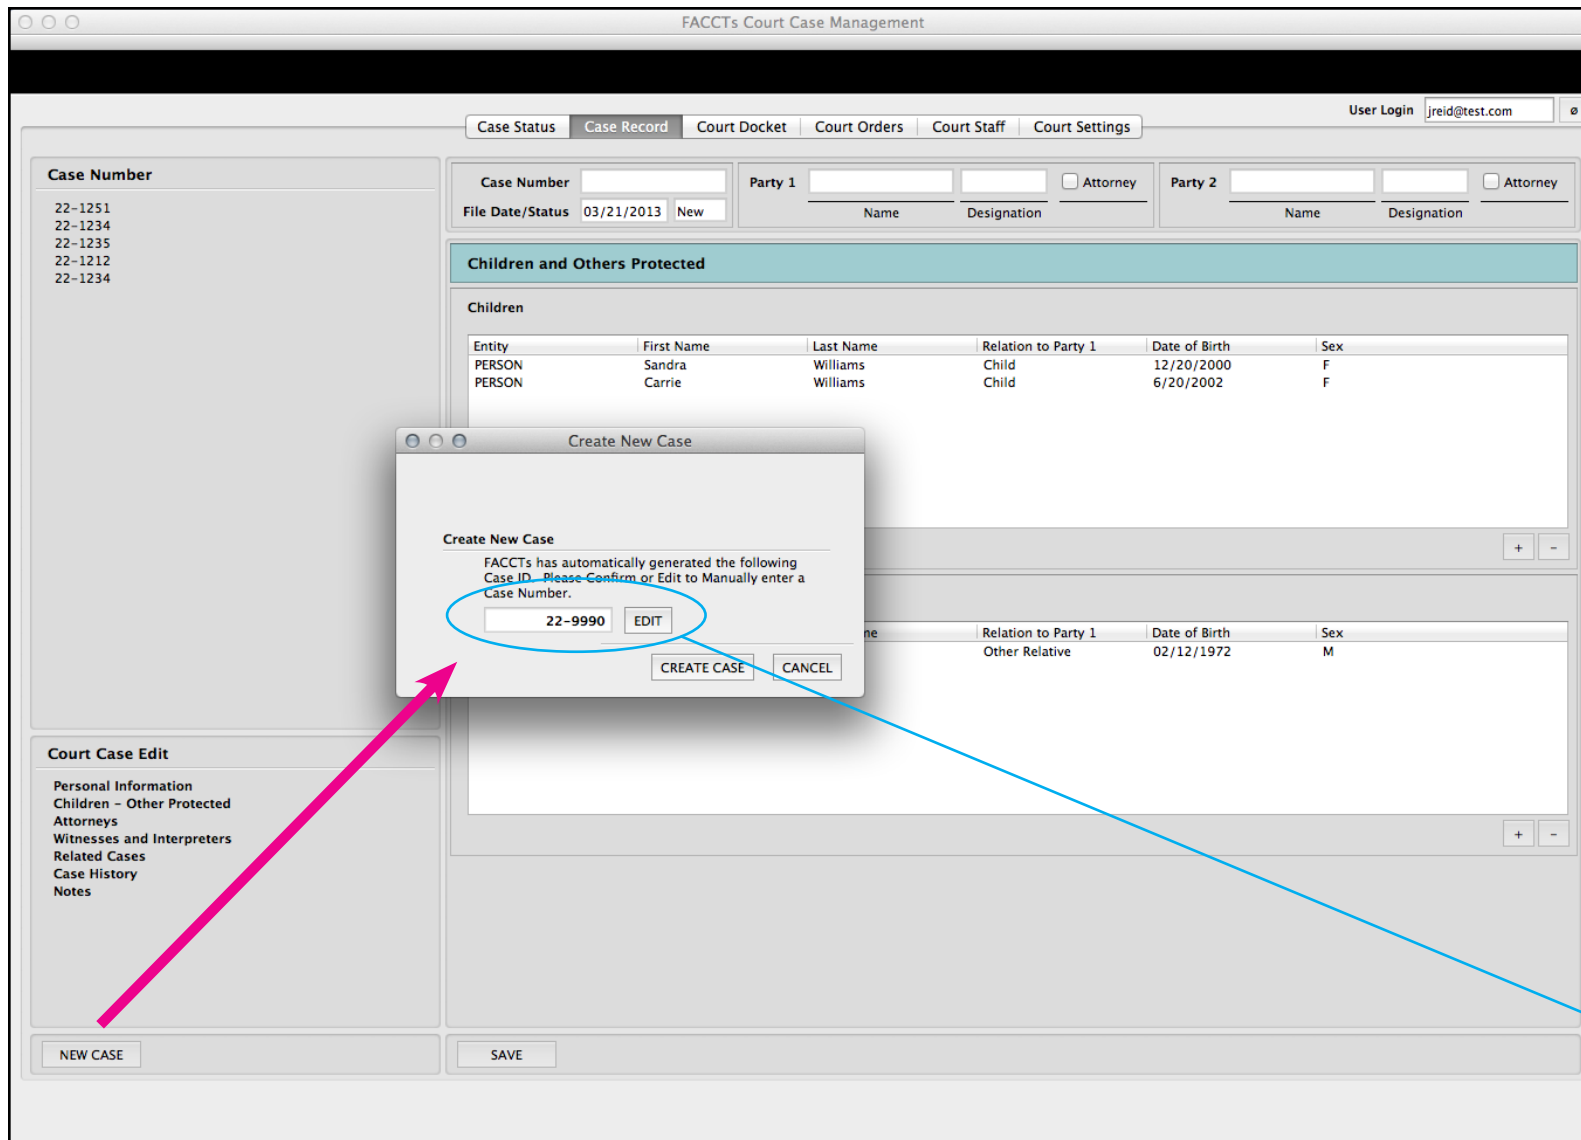 FACCTs Court Case Management
User Login jreid@test.com ø
Case Status Case Record Court Docket Court Orders Court Staff Court Settings
Case Number
22-1251
22-1234
22-1235
22-1212
22-1234
Case Number Party 1 Attorney Party 2 Attorney
File Date/Status 03/21/2013 New Name Designation Name Designation
Children and Others Protected
Children
Entity First Name Last Name Relation to Party 1 Date of Birth Sex
PERSON Sandra Williams Child 12/20/2000 F
PERSON Carrie Williams Child 6/20/2002 F
+ -
Create New Case
Create New Case
FACCTs has automatically generated the following
Case ID. Please Confirm or Edit to Manually enter a
Case Number.
22-9990 EDIT
CREATE CASE CANCEL
me Relation to Party 1 Date of Birth Sex
Other Relative 02/12/1972 M
+ -
Court Case Edit
Personal Information
Children - Other Protected
Attorneys
Witnesses and Interpreters
Related Cases
Case History
Notes
NEW CASE SAVE